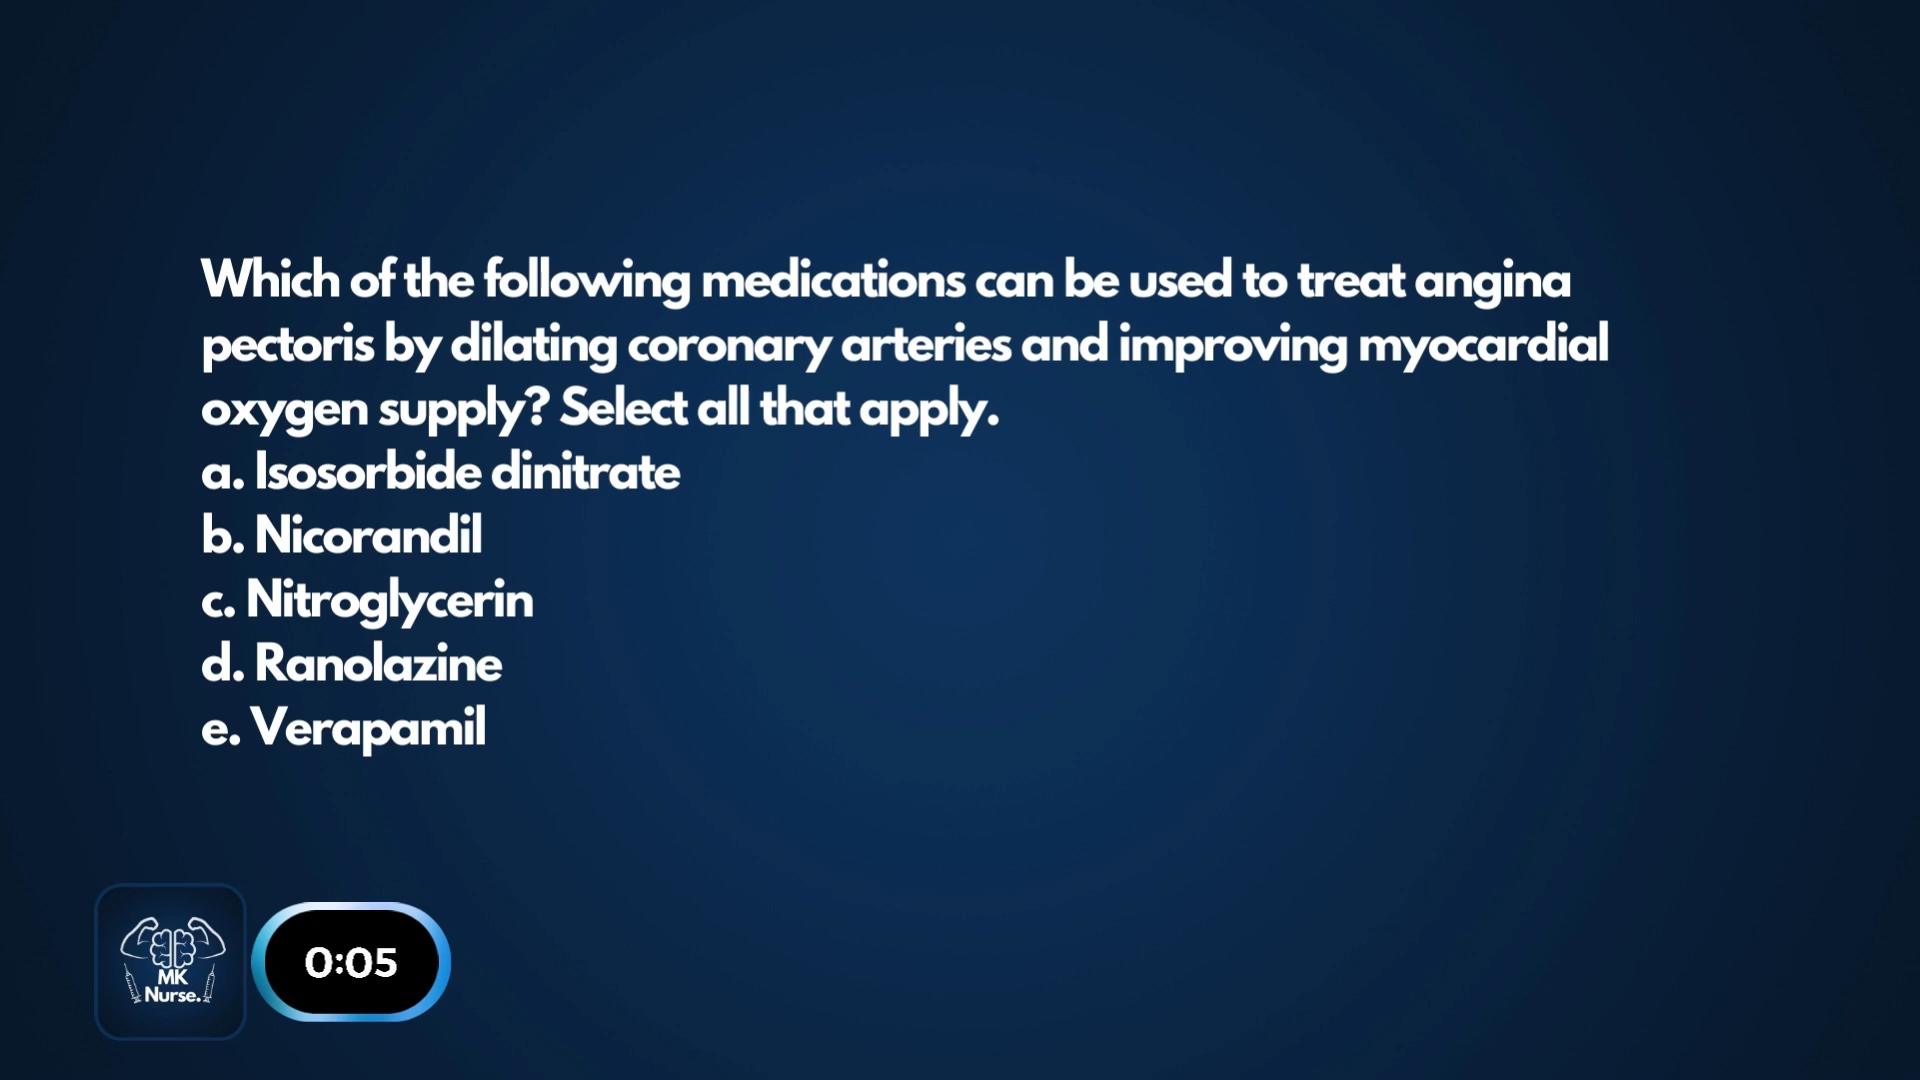 Which of the following medications can be used to treat angina
pectoris by dilating coronary arteries and improving myocardial
oxygen supply? Select all that apply.
a. Isosorbide dinitrate
b. Nicorandil
c. Nitroglycerin
d. Ranolazine
e. Verapamil
MK
Nurse.
0:05